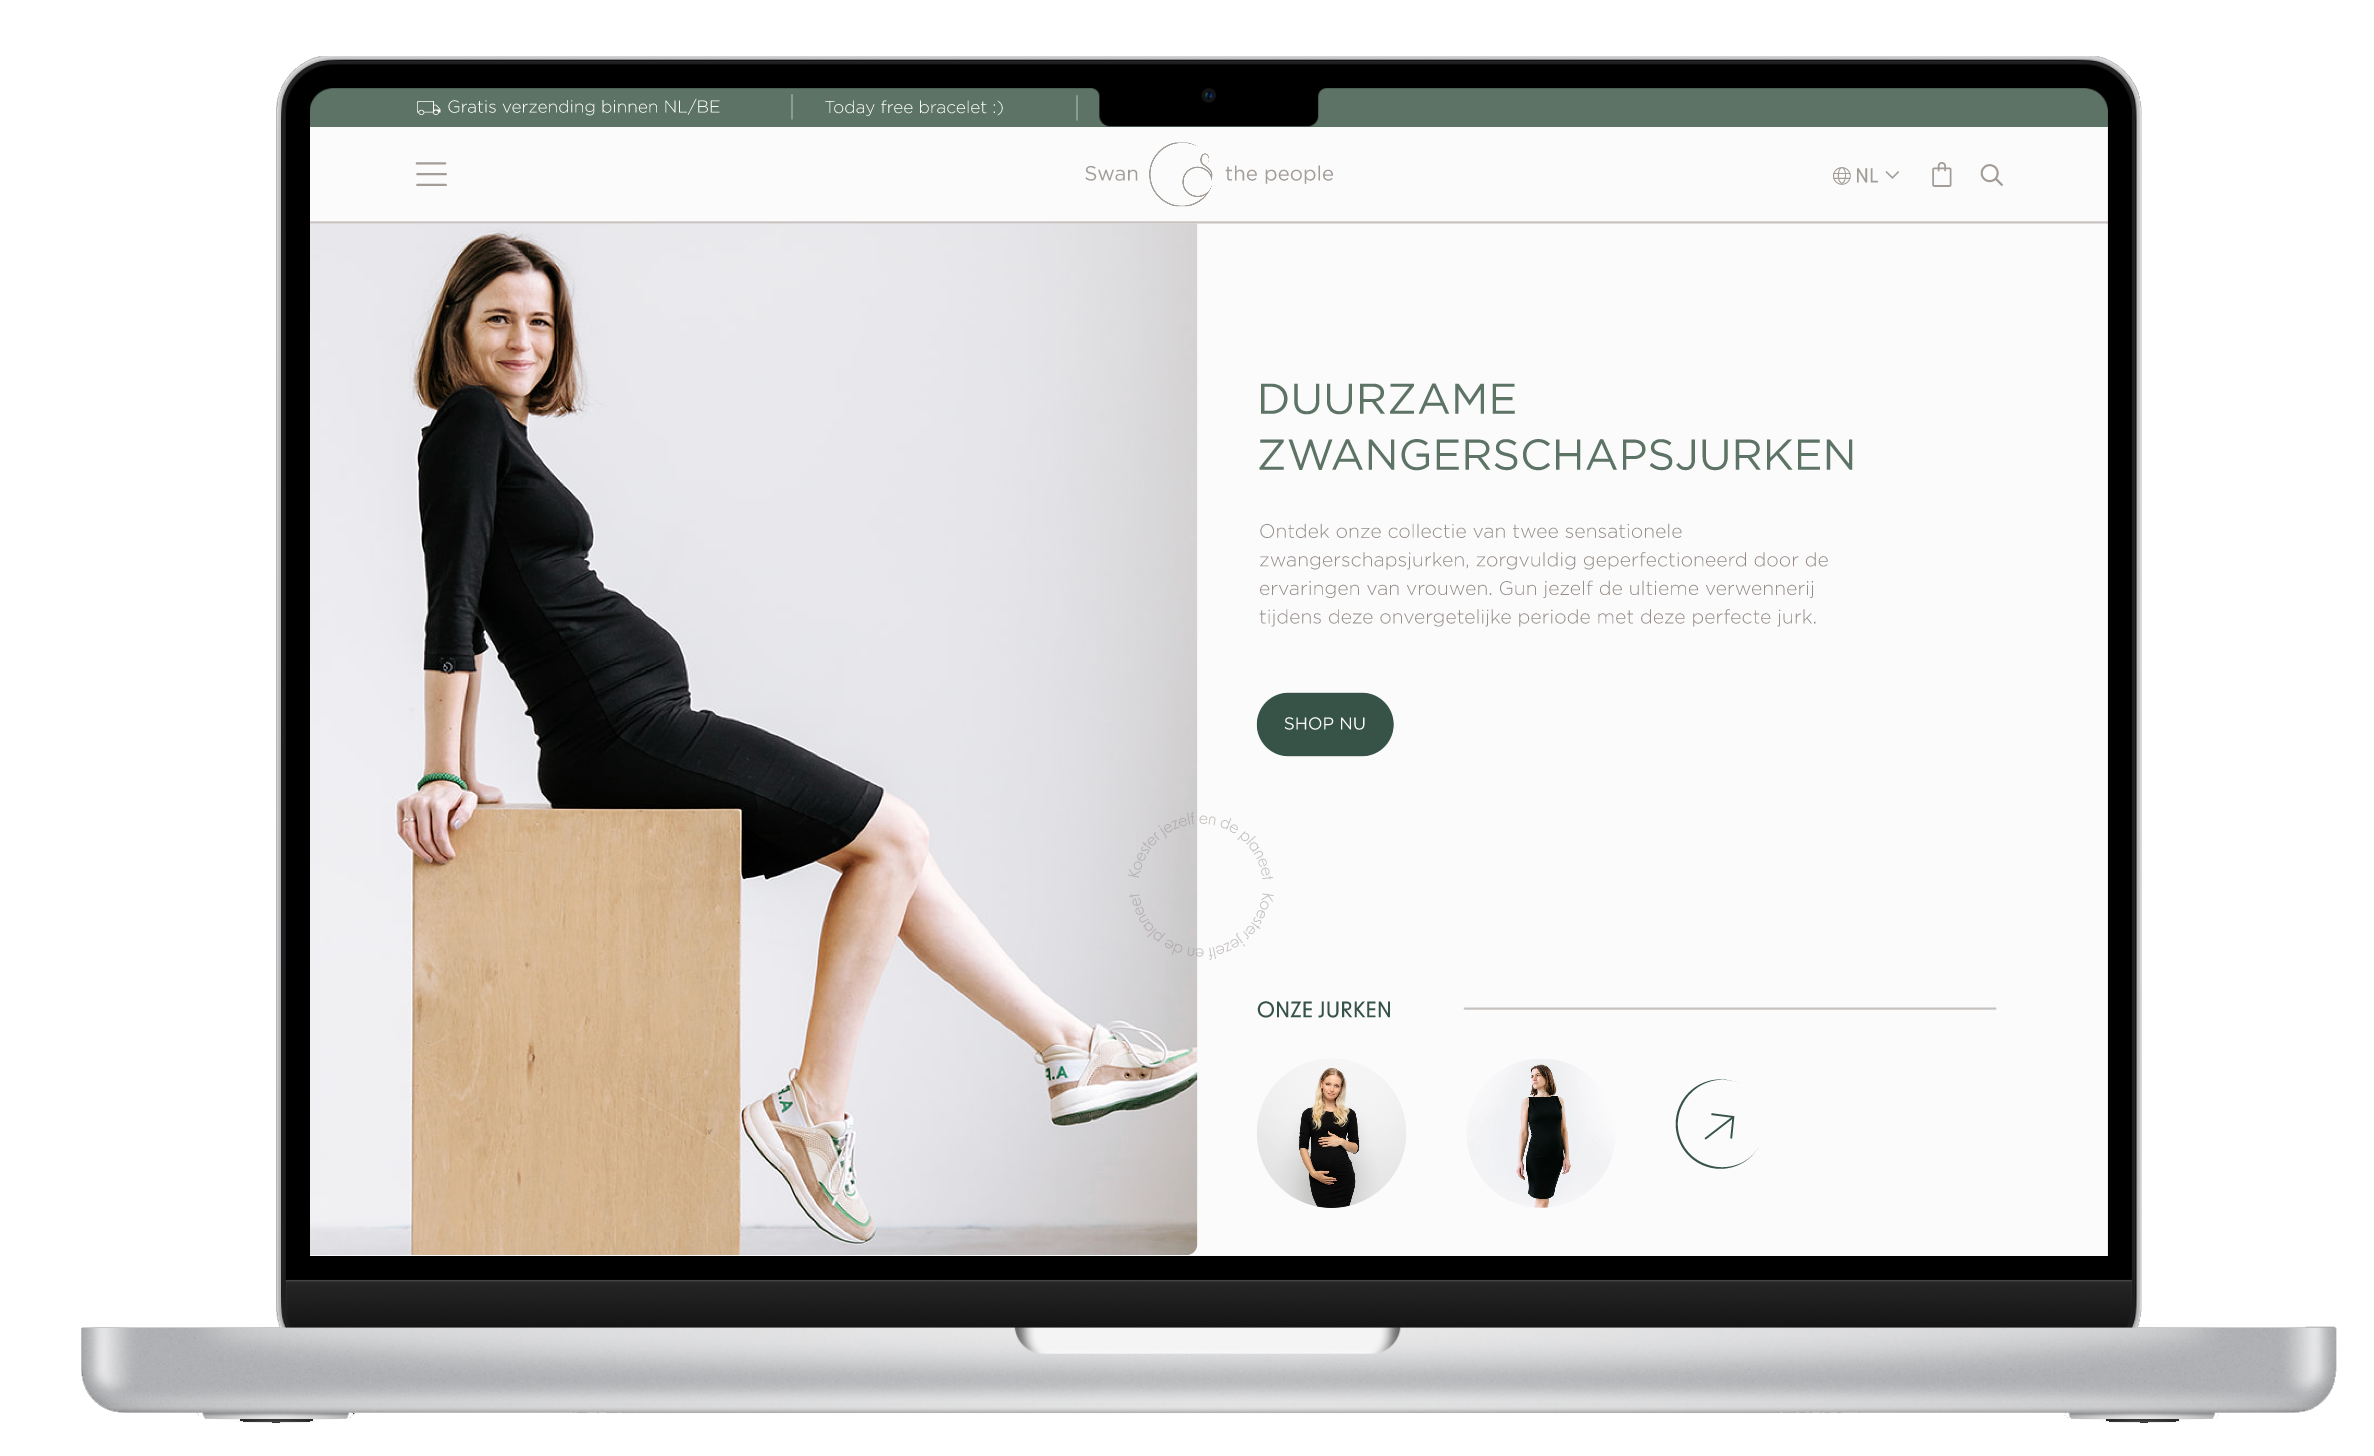 Gratis verzending binnen NL/BE
Today free bracelet :)
Swan the people
NL
DUURZAME
ZWANGERSCHAPSJURKEN
Ontdek onze collectie van twee sensationele
zwangerschapsjurken, zorgvuldig geperfectioneerd door de
ervaringen van vrouwen. Gun jezelf de ultieme verwennerij
tijdens deze onvergetelijke periode met deze perfecte jurk.
SHOP NU
Koester jezelf en de planeet
Koester jezelf en de planeet
ONZE JURKEN